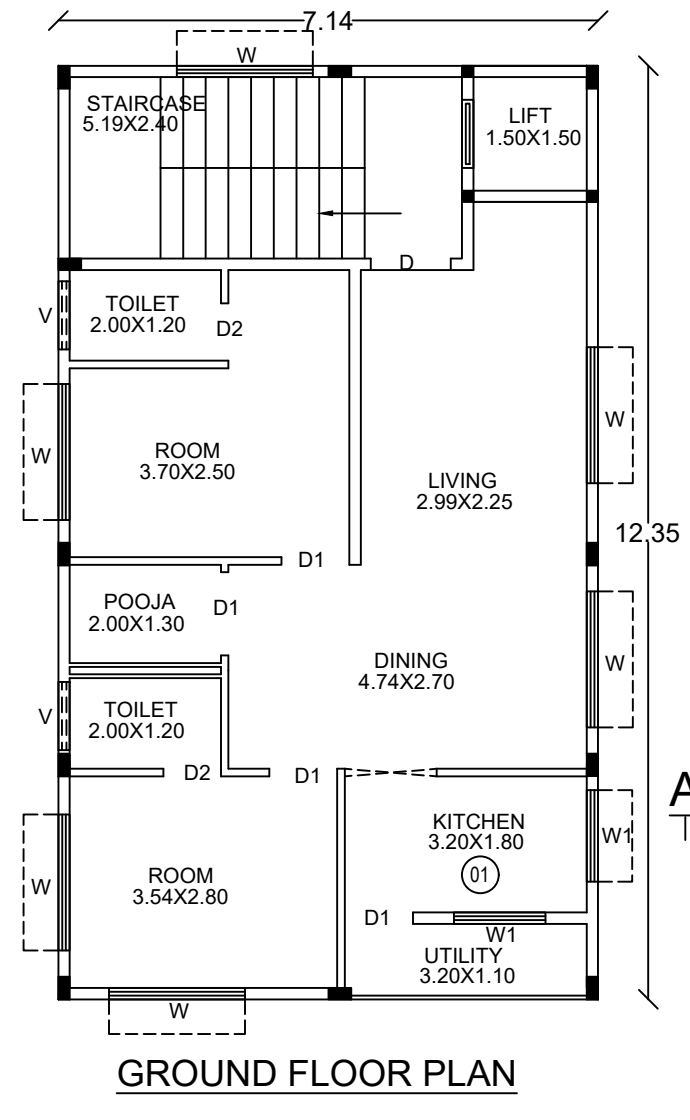 7.14
W
STAIRCASE
5.19X2.40
LIFT
1.50X1.50
D
V
TOILET
2.00X1.20
D2
W
W
ROOM
3.70X2.50
LIVING
2.99X2.25
12.35
D1
POOJA
2.00X1.30
D1
W
DINING
4.74X2.70
V
TOILET
2.00X1.20
D2
D1
A
KITCHEN
3.20X1.80
W1
01
W
ROOM
3.54X2.80
D1
W1
UTILITY
3.20X1.10
W
GROUND FLOOR PLAN